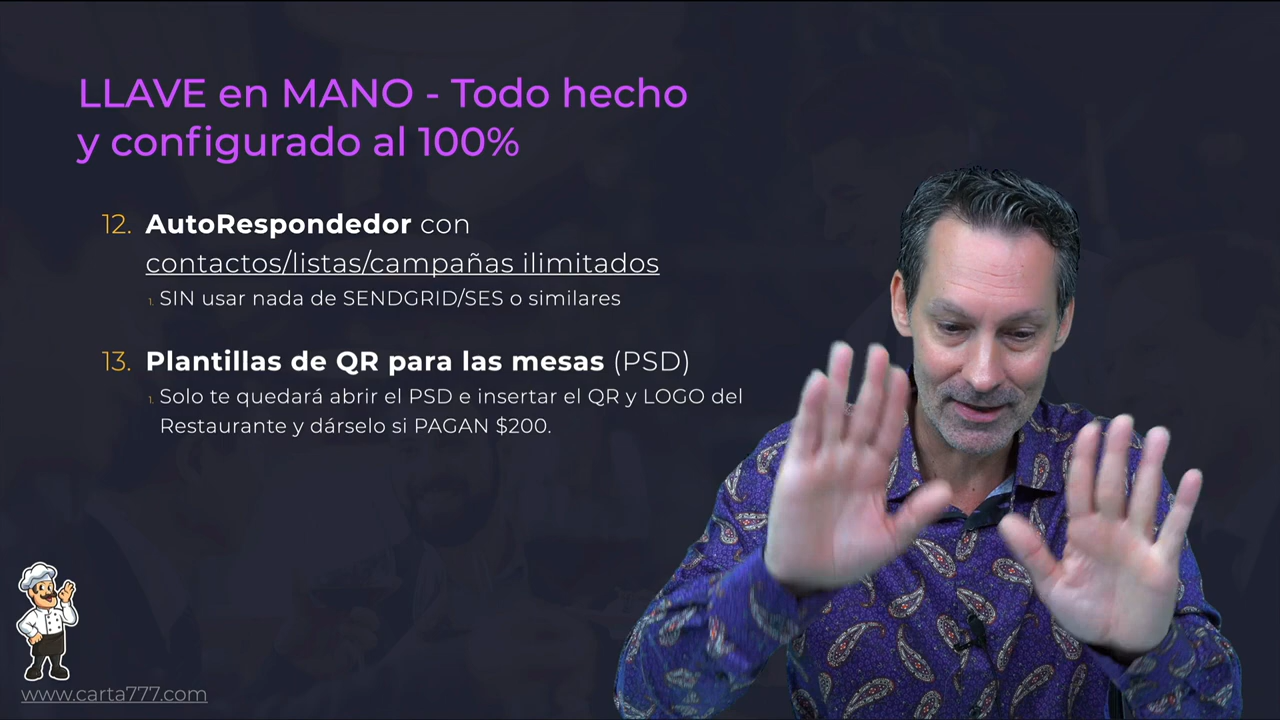 LLAVE en MANO - Todo hecho
y configurado al 100%
12. AutoRespondedor con
contactos/listas/campañas ilimitados
1. SIN usar nada de SENDGRID/SES o similares
13. Plantillas de QR para las mesas (PSD)
1. Solo te quedará abrir el PSD e insertar el QR y LOGO del
Restaurante y dárselo si PAGAN $200.
www.carta777.com